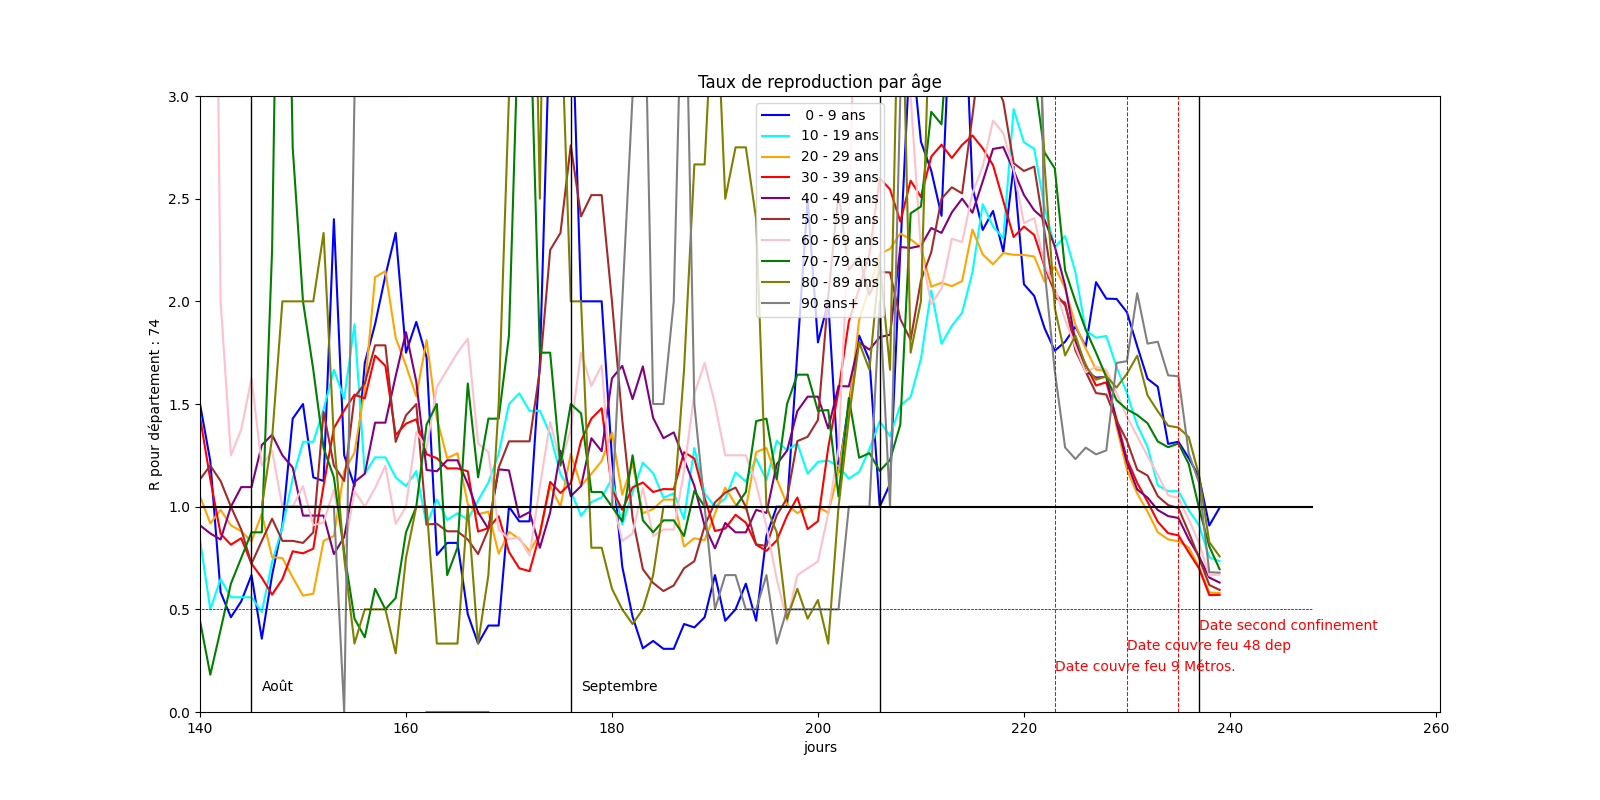 Taux de reproduction par âge
R pour département : 74
3.0
2.5
2.0
1.5
1.0
0.5
0.0
0 - 9 ans
10 - 19 ans
20 - 29 ans
30 - 39 ans
40 - 49 ans
50 - 59 ans
60 - 69 ans
70 - 79 ans
80 - 89 ans
90 ans+
Date second confinement
Date couvre feu 48 dep
Date couvre feu 9 Métros.
Août
Septembre
140
160
180
200
220
240
260
jours